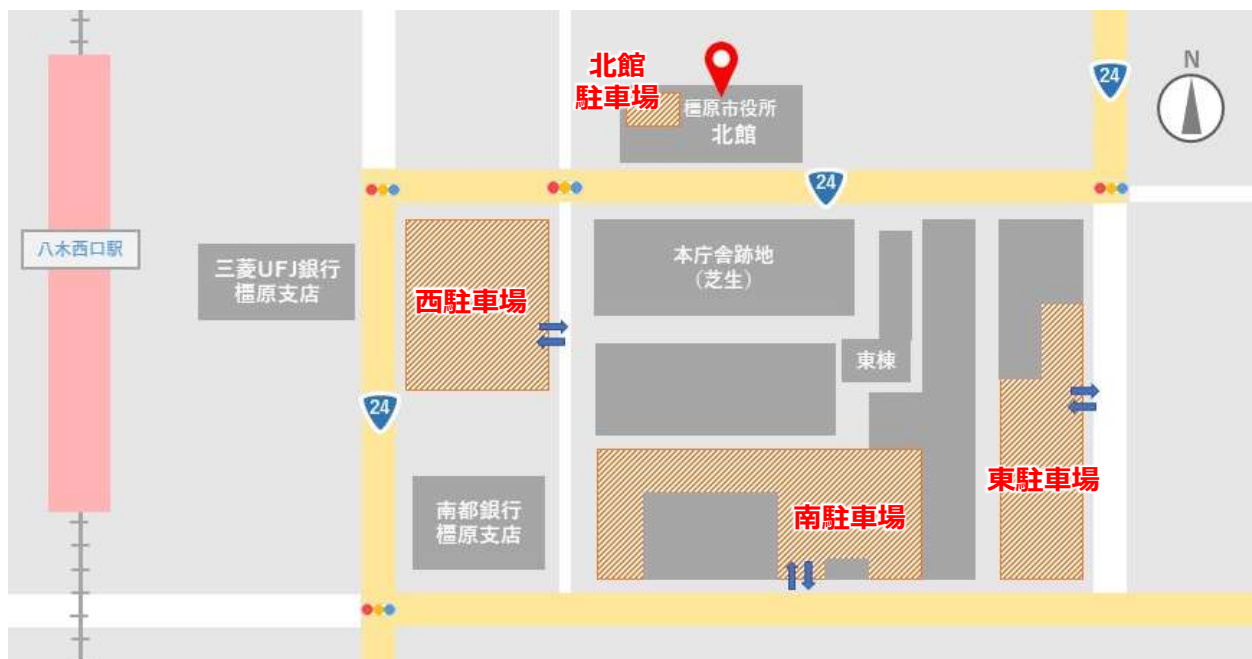 北館
駐車場
橿原市役所
北館
24
N
24
八木西口駅
三菱UFJ銀行
橿原支店
西駐車場
本庁舎跡地
(芝生)
東棟
24
南都銀行
橿原支店
南駐車場
東駐車場